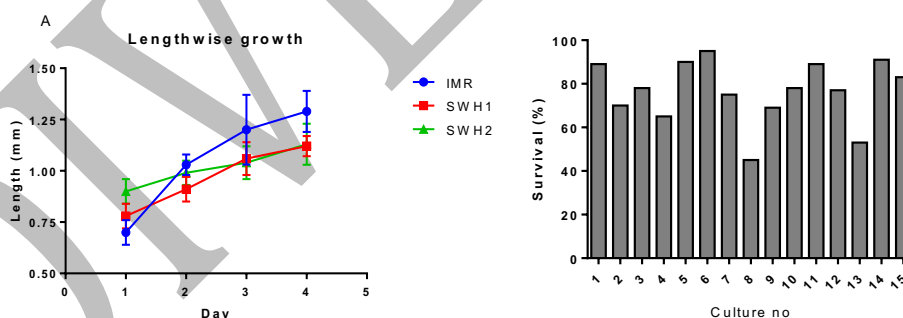 A
Lengthwise growth
Length (mm)
1.50
1.25
1.00
0.75
0.50
0 1 2 3 4 5
Day
IMR
SWH1
SWH2
Survival (%)
100
80
60
40
20
0
1 2 3 4 5 6 7 8 9 10 11 12 13 14 15
Culture no